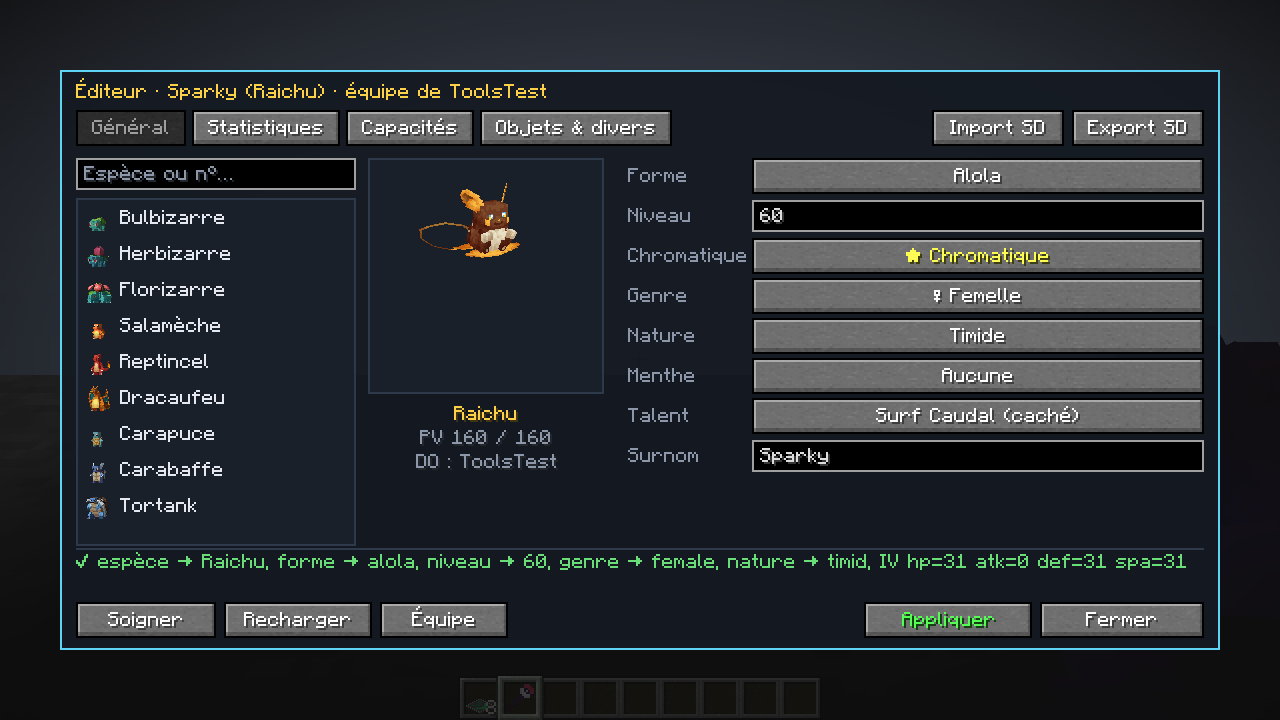 Éditeur · Sparky (Raichu) · équipe de ToolsTest
Général Statistiques Capacités Objets & divers Import SD Export SD
Espèce ou n°...
Bulbizarre
Herbizarre
Florizarre
Salamèche
Reptincel
Dracaufeu
Carapuce
Carabaffe
Tortank
Raichu
PV 160 / 160
DO : ToolsTest
Forme Alola
Niveau 60
Chromatique ★ Chromatique
Genre ♀ Femelle
Nature Timide
Menthe Aucune
Talent Surf Caudal (caché)
Surnom Sparky
✓ espèce → Raichu, forme → alola, niveau → 60, genre → female, nature → timid, IV hp=31 atk=0 def=31 spa=31
Soigner Recharger Équipe Appliquer Fermer
8